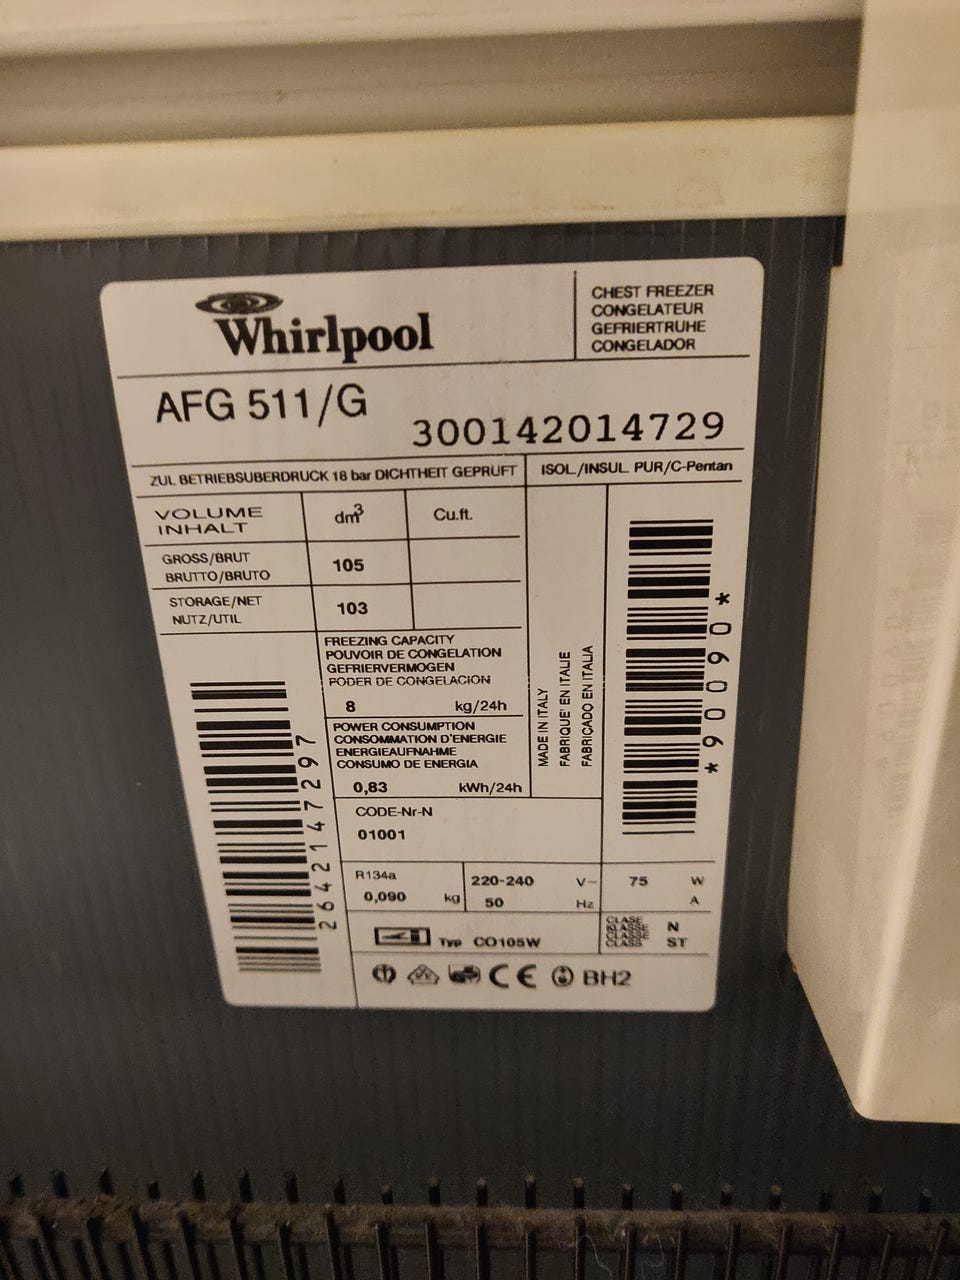 Whirlpool
CHEST FREEZER
CONGELATEUR
GEFRIERTRUHE
CONGELADOR
AFG 511/G
300142014729
ZUL BETRIEBSUBERDRUCK 18 bar DICHTHEIT GEPRUFT
ISOL./INSUL. PUR/C-Pentan
VOLUME
INHALT
dm3
Cu.ft.
GROSS/BRUT
BRUTTO/BRUTO
105
STORAGE/NET
NUTZ/UTIL
103
FREEZING CAPACITY
POUVOIR DE CONGELATION
GEFRIERVERMOGEN
PODER DE CONGELACION
8 kg/24h
POWER CONSUMPTION
CONSOMMATION D'ENERGIE
ENERGIEAUFNAHME
CONSUMO DE ENERGIA
0,83 kWh/24h
MADE IN ITALY
FABRIQUE' EN ITALIE
FABRICADO EN ITALIA
*90090*
2642147297
CODE-Nr-N
01001
R134a
0,090 kg
220-240 V~
50 Hz
75 W
A
Typ CO105W
CLASE
KLASSE
CLASSE
CLASS
N
ST
CE BH2